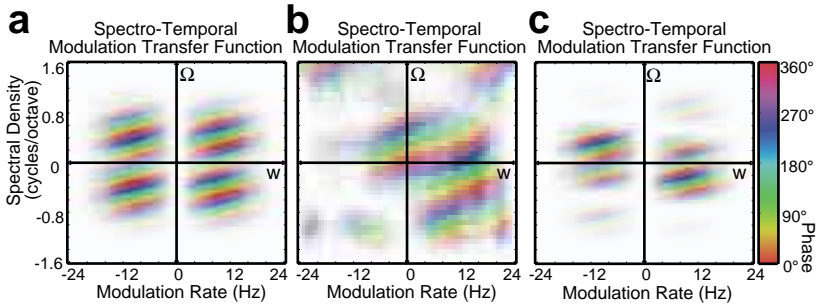 a b c
Spectro-Temporal Spectro-Temporal Spectro-Temporal
Modulation Transfer Function Modulation Transfer Function Modulation Transfer Function
Spectral Density
(cycles/octave)
1.6
0.8
0
-0.8
-1.6
Ω Ω Ω
w w w
-24 -12 0 12 24 -24 -12 0 12 24 -24 -12 0 12 24
Modulation Rate (Hz) Modulation Rate (Hz) Modulation Rate (Hz)
360°
270°
180°
90°
0°
Phase